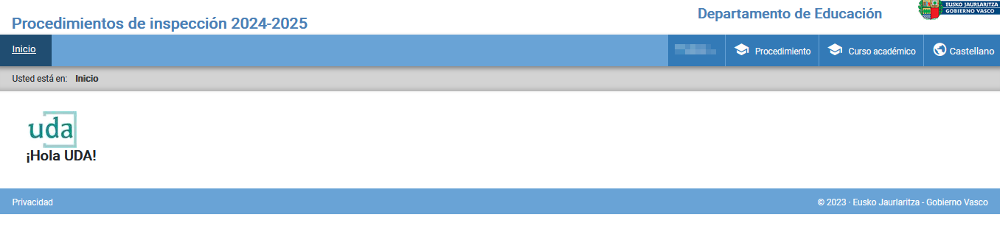 Procedimientos de inspección 2024-2025
Departamento de Educación
EUSKO JAURLARITZA
GOBIERNO VASCO
Inicio
Procedimiento
Curso académico
Castellano
Usted está en: Inicio
uda
¡Hola UDA!
Privacidad
© 2023 · Eusko Jaurlaritza - Gobierno Vasco